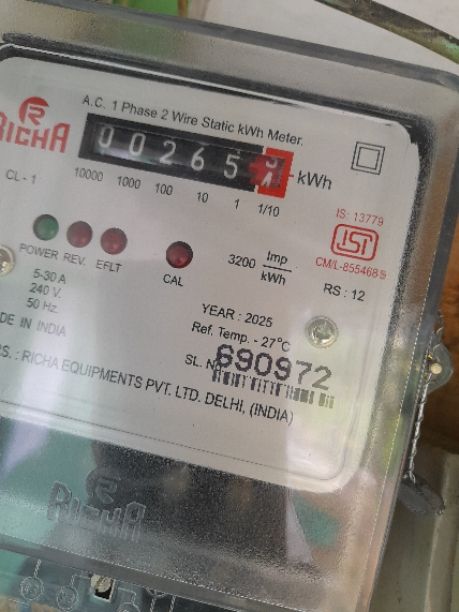 RICHA
A.C. 1 Phase 2 Wire Static kWh Meter.
00265 kWh
CL-1 10000 1000 100 10 1 1/10
IS: 13779
ISI
CM/L-8554689
POWER REV. EFLT
CAL
3200 Imp/kWh
RS : 12
5-30 A
240 V.
50 Hz.
DE IN INDIA
YEAR : 2025
Ref. Temp. - 27°C
SL. No.
690972
S. : RICHA EQUIPMENTS PVT. LTD. DELHI, (INDIA)
RICHA